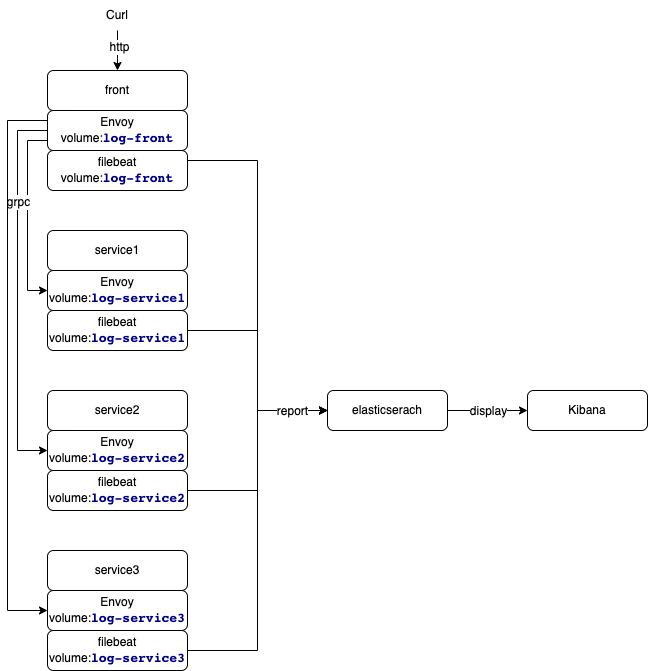 Curl
http
front
Envoy
volume:log-front
filebeat
volume:log-front
grpc
service1
Envoy
volume:log-service1
filebeat
volume:log-service1
service2
Envoy
volume:log-service2
filebeat
volume:log-service2
service3
Envoy
volume:log-service3
filebeat
volume:log-service3
report
elasticserach
display
Kibana